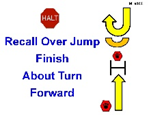 HALT
Recall Over Jump
Finish
About Turn
Forward